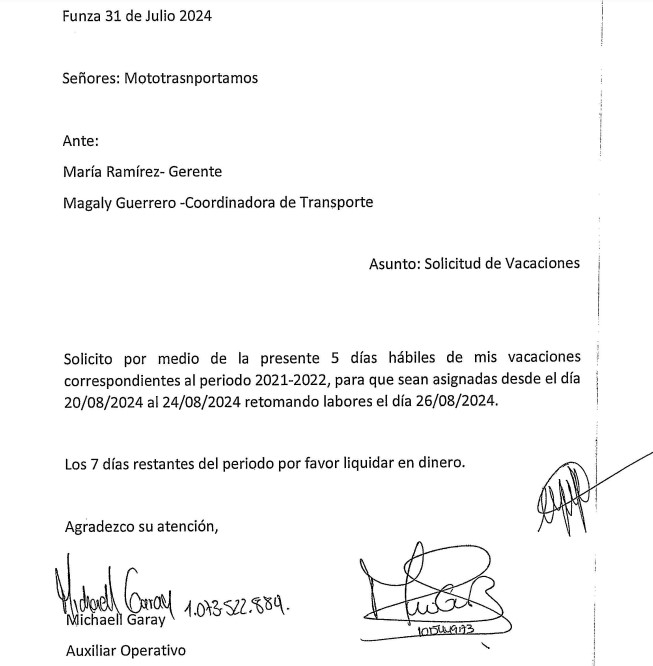 Funza 31 de Julio 2024
Señores: Mototrasnportamos
Ante:
María Ramírez- Gerente
Magaly Guerrero -Coordinadora de Transporte
Asunto: Solicitud de Vacaciones
Solicito por medio de la presente 5 días hábiles de mis vacaciones
correspondientes al periodo 2021-2022, para que sean asignadas desde el día
20/08/2024 al 24/08/2024 retomando labores el día 26/08/2024.
Los 7 días restantes del periodo por favor liquidar en dinero.
Agradezco su atención,
Michaell Garay 1.073.522.884.
Michaell Garay
Auxiliar Operativo